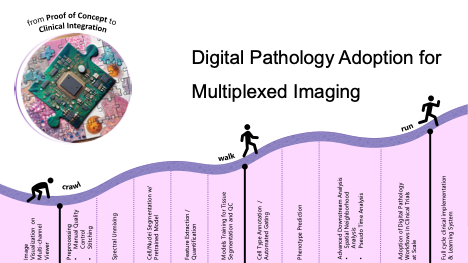 from Proof of Concept to
Clinical Integration
Digital Pathology Adoption for
Multiplexed Imaging
crawl
walk
run
Image
Visualization on
Multi-channel
Viewer
Preprocessing
• Manual Quality
Control
• Stitching
Spectral Unmixing
Cell/Nuclei Segmentation w/
Pretrained Model
Feature Extraction /
Quantification
Models Training for Tissue
Segmentation and QC
Cell Type Annotation /
Automated Gating
Phenotype Prediction
Advanced Downstream Analysis
• Spatial Neighborhood
Analysis
• Pseudo Time Analysis
Adoption of Digital Pathology
Workflows in Clinical Trials
at Scale
Full cycle clinical implementation
& Learning System